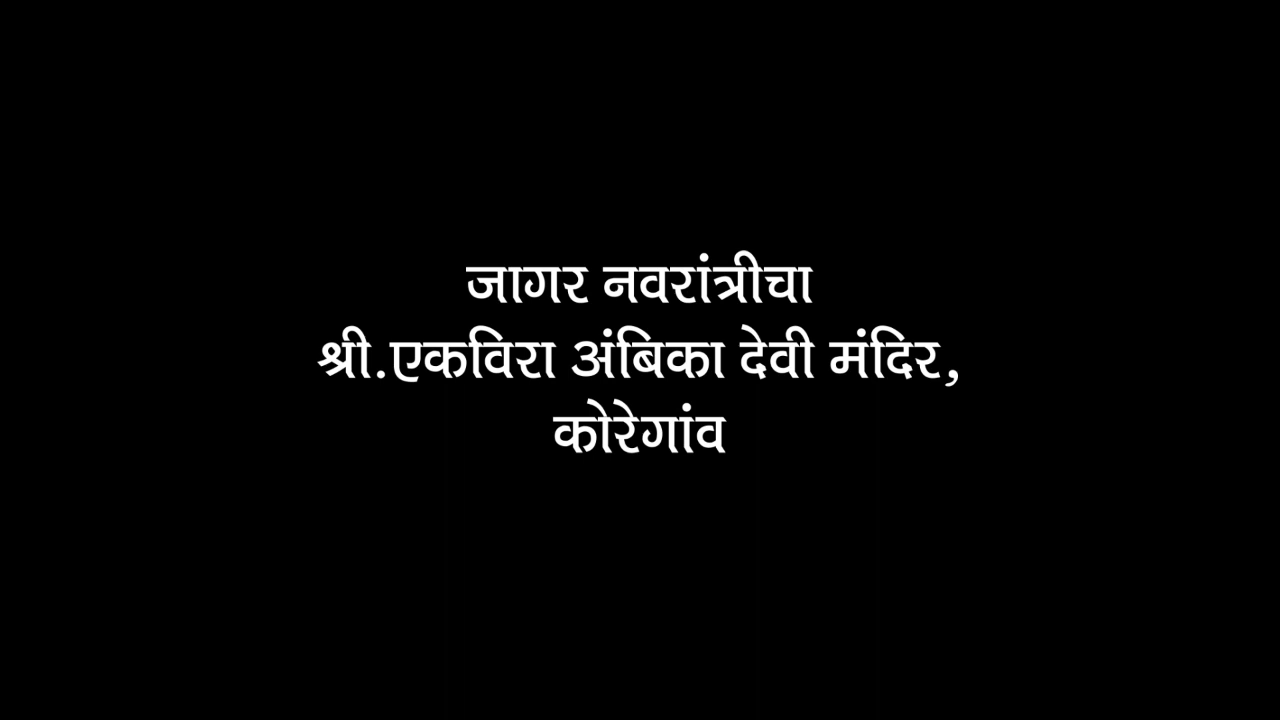 जागर नवरांत्रीचा
श्री.एकविरा अंबिका देवी मंदिर,
कोरेगांव